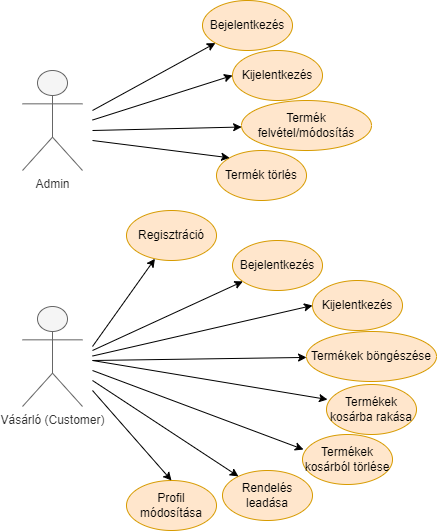 Bejelentkezés
Kijelentkezés
Termék
felvétel/módosítás
Termék törlés
Admin
Regisztráció
Bejelentkezés
Kijelentkezés
Termékek böngészése
Termékek
kosárba rakása
Vásárló (Customer)
Termékek
kosárból törlése
Rendelés
leadása
Profil
módosítása